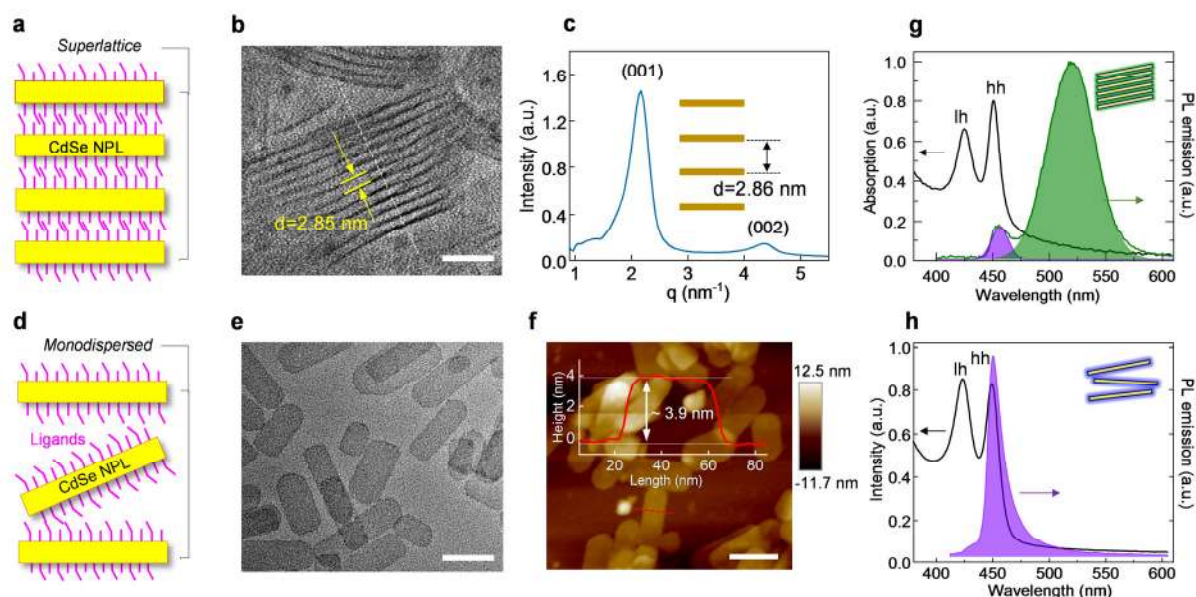 a
Superlattice
CdSe NPL
b
d=2.85 nm
c
Intensity (a.u.)
1.6
1.2
0.8
0.4
0.0
(001)
(002)
d=2.86 nm
1 2 3 4 5
q (nm⁻¹)
g
Absorption (a.u.)
1.0
0.8
0.6
0.4
0.2
0.0
lh
hh
PL emission (a.u.)
400 450 500 550 600
Wavelength (nm)
d
Monodispersed
Ligands
CdSe NPL
e
f
Height (nm)
4
2
0
~ 3.9 nm
20 40 60 80
Length (nm)
12.5 nm
-11.7 nm
h
Intensity (a.u.)
1.0
0.8
0.6
0.4
0.2
0.0
lh
hh
PL emission (a.u.)
400 450 500 550 600
Wavelength (nm)